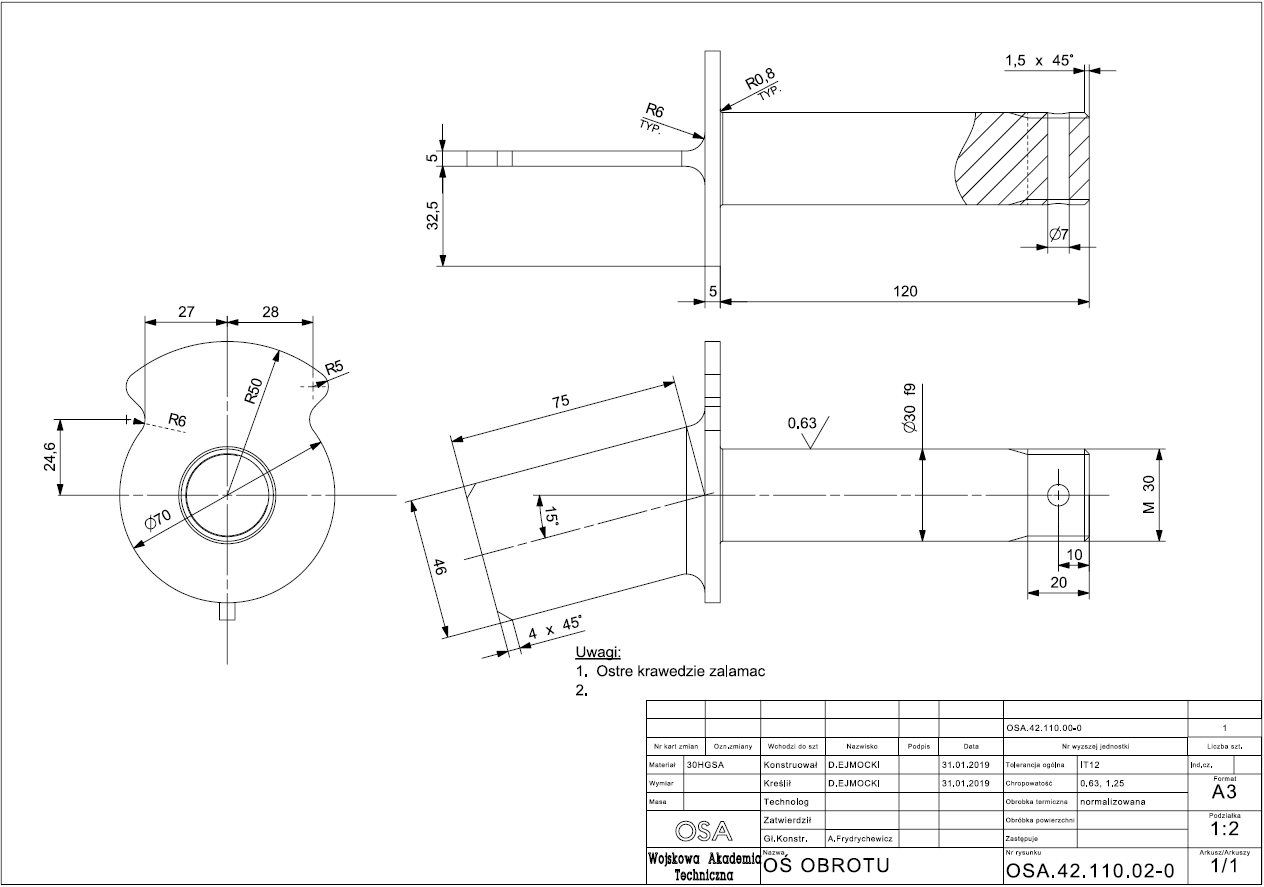 1,5 x 45°
R0,8
TYP.
R6
TYP.
5
32,5
Ø7
5
120
27
28
R5
R50
R6
24,6
Ø70
75
0.63
Ø30 f9
15°
46
M 30
10
20
4 x 45°
Uwagi:
1. Ostre krawedzie zalamac
2.
OSA.42.110.00-0 1
Nr kart zmian Ozn.zmiany Wchodzi do szt Nazwisko Podpis Data Nr wyzszej jednostki Liczba szt.
Materiał 30HGSA Konstruował D.EJMOCKI 31.01.2019 Tolerancja ogólna IT12 Ind.cz.
Wymiar Kreślił D.EJMOCKI 31.01.2019 Chropowatość 0,63, 1.25 Format
A3
Masa Technolog Obrobka termiczna normalizowana
Zatwierdził Obróbka powierzchni Podziałka
1:2
OSA Gł.Konstr. A.Frydrychewicz Zastępuje
Wojskowa Akademia
Techniczna
Nazwa
OŚ OBROTU
Nr rysunku
OSA.42.110.02-0
Arkusz/Arkuszy
1/1